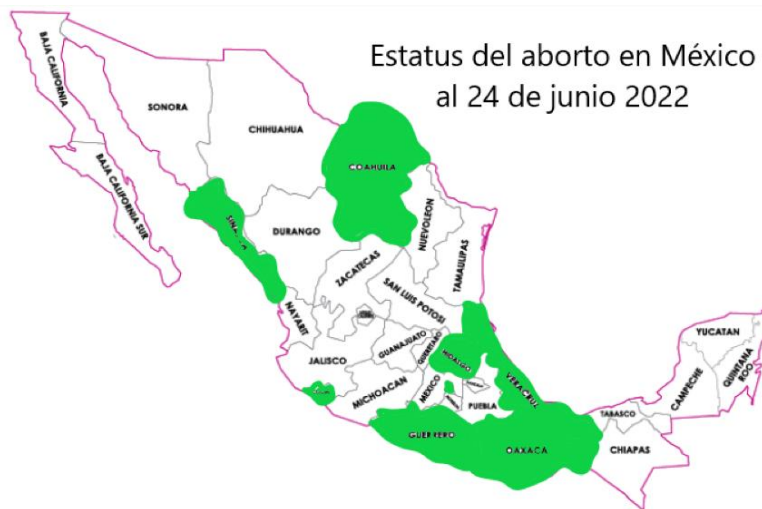 Estatus del aborto en México
al 24 de junio 2022
BAJA CALIFORNIA
SONORA
CHIHUAHUA
COAHUILA
BAJA CALIFORNIA SUR
NUEVOLEON
DURANGO
TAMAULIPAS
ZACATECAS
SAN LUIS POTOSI
NAYARIT
GUANAJUATO
QUERETARO
HIDALGO
JALISCO
MICHOACAN
MEXICO
PUEBLA
VERACRUZ
YUCATAN
QUINTANA
ROO
CAMPECHE
TABASCO
GUERRERO
OAXACA
CHIAPAS